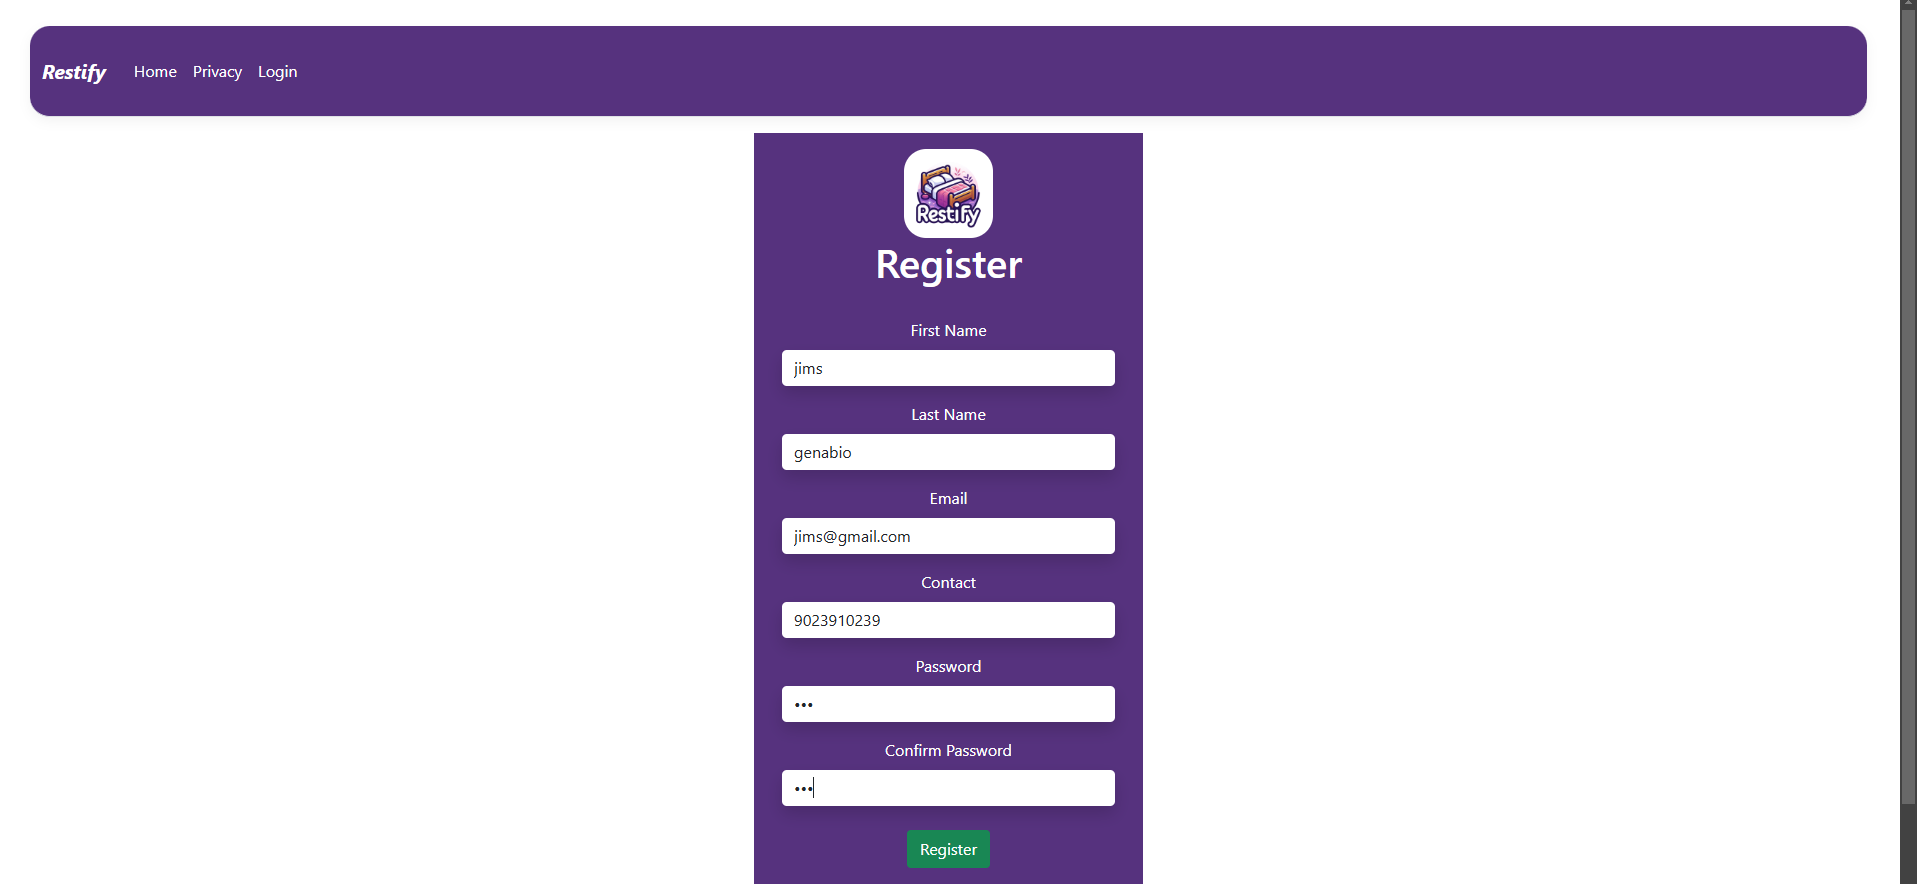 Restify Home Privacy Login
Restify
Register
First Name
jims
Last Name
genabio
Email
jims@gmail.com
Contact
9023910239
Password
•••
Confirm Password
•••
Register